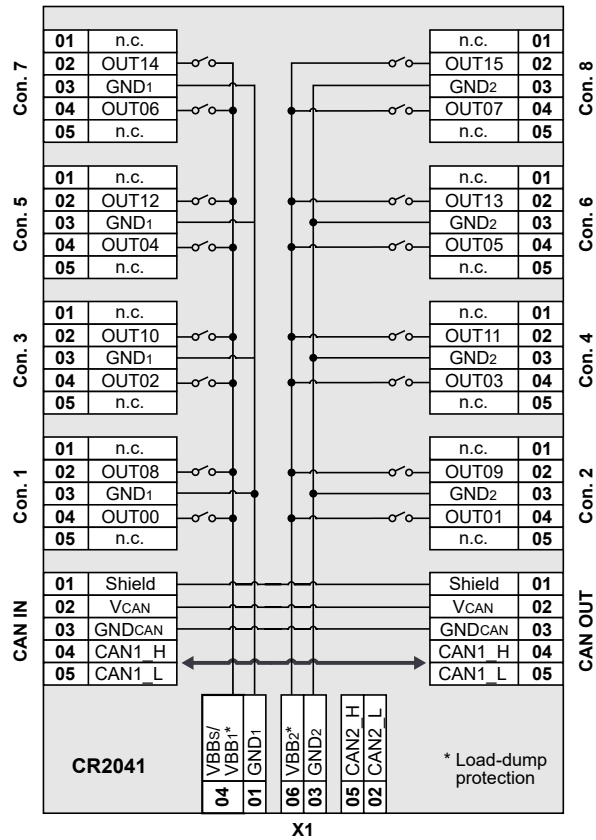 Con. 7
01 n.c.
02 OUT14
03 GND1
04 OUT06
05 n.c.
Con. 8
n.c. 01
OUT15 02
GND2 03
OUT07 04
n.c. 05
Con. 5
01 n.c.
02 OUT12
03 GND1
04 OUT04
05 n.c.
Con. 6
n.c. 01
OUT13 02
GND2 03
OUT05 04
n.c. 05
Con. 3
01 n.c.
02 OUT10
03 GND1
04 OUT02
05 n.c.
Con. 4
n.c. 01
OUT11 02
GND2 03
OUT03 04
n.c. 05
Con. 1
01 n.c.
02 OUT08
03 GND1
04 OUT00
05 n.c.
Con. 2
n.c. 01
OUT09 02
GND2 03
OUT01 04
n.c. 05
CAN IN
01 Shield
02 VCAN
03 GNDCAN
04 CAN1_H
05 CAN1_L
CAN OUT
Shield 01
VCAN 02
GNDCAN 03
CAN1_H 04
CAN1_L 05
CR2041
04 VBBS/
VBB1*
01 GND1
06 VBB2*
03 GND2
05 CAN2_H
02 CAN2_L
* Load-dump
protection
X1